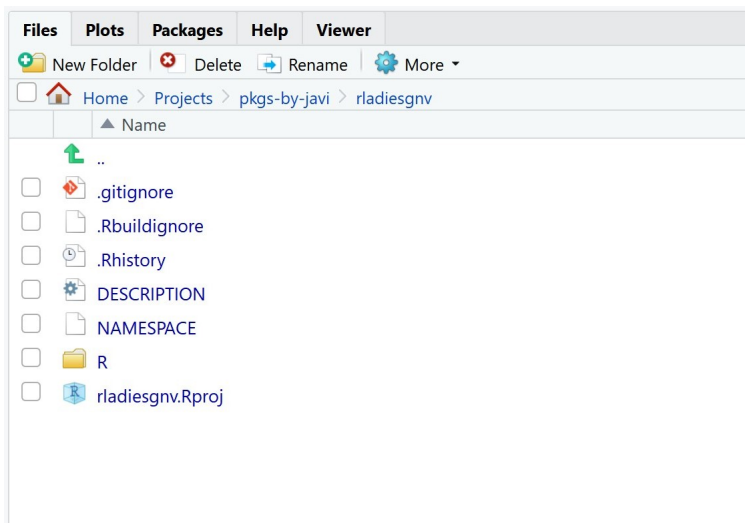 Files Plots Packages Help Viewer
New Folder Delete Rename More
Home > Projects > pkgs-by-javi > rladiesgnv
Name
..
.gitignore
.Rbuildignore
.Rhistory
DESCRIPTION
NAMESPACE
R
rladiesgnv.Rproj